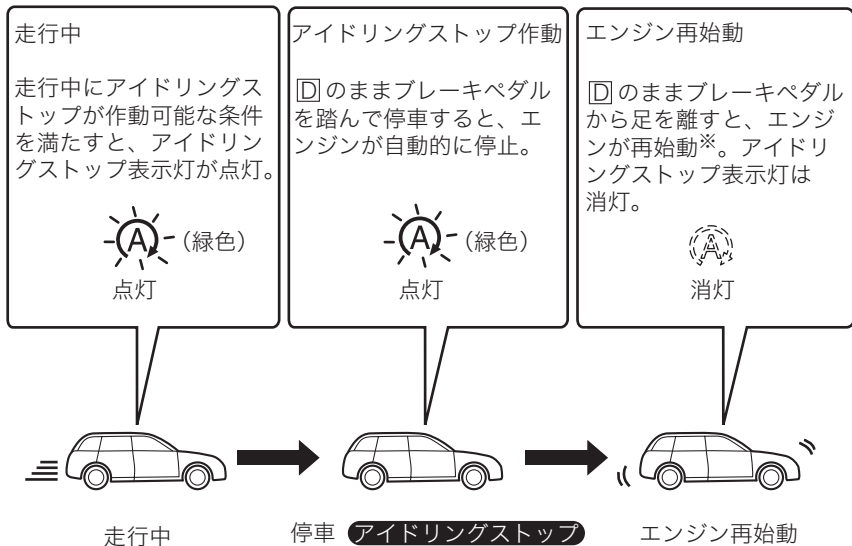 走行中
走行中にアイドリングス
トップが作動可能な条件
を満たすと、アイドリン
グストップ表示灯が点灯。
A (緑色)
点灯
アイドリングストップ作動
Dのままブレーキペダル
を踏んで停車すると、エ
ンジンが自動的に停止。
A (緑色)
点灯
エンジン再始動
Dのままブレーキペダル
から足を離すと、エンジ
ンが再始動※。アイドリ
ングストップ表示灯は
消灯。
A
消灯
走行中
停車 アイドリングストップ
エンジン再始動